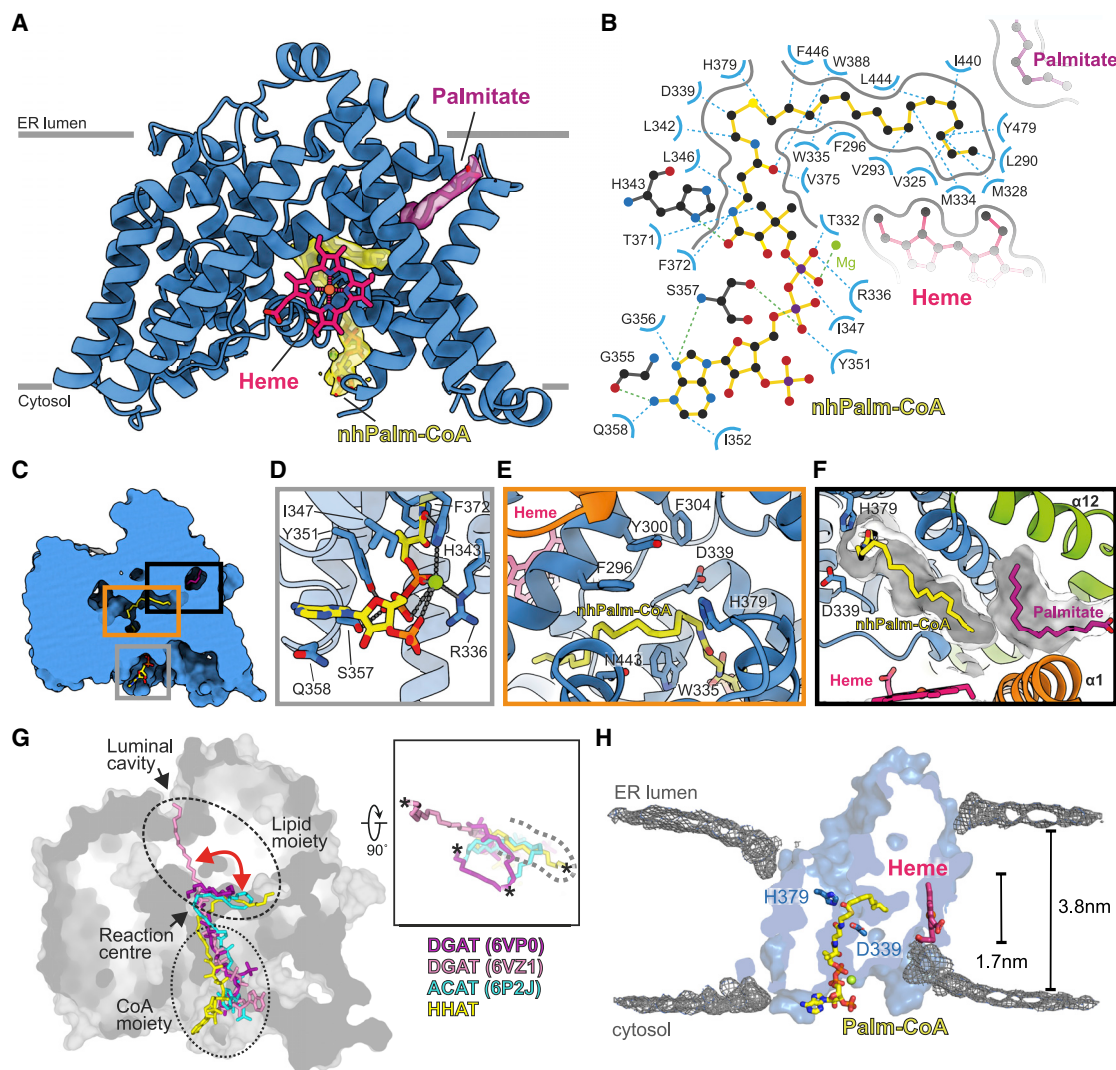 A
ER lumen
Palmitate
Heme
Cytosol
nhPalm-CoA
B
H379
F446
W388
L444
I440
Palmitate
D339
L342
Y479
L346
W335
F296
L290
V293
V325
M328
V375
M334
H343
T332
T371
Mg
F372
Heme
S357
R336
G356
I347
G355
Y351
nhPalm-CoA
Q358
I352
C
D
I347
F372
Y351
H343
S357
R336
Q358
E
Heme
F304
Y300
D339
F296
H379
nhPalm-CoA
N443
W335
F
H379
α12
D339
nhPalm-CoA
Palmitate
Heme
α1
G
Luminal
cavity
Lipid
moiety
Reaction
centre
CoA
moiety
90°
* * * *
DGAT (6VP0)
DGAT (6VZ1)
ACAT (6P2J)
HHAT
H
ER lumen
Heme
H379
3.8nm
D339
1.7nm
cytosol
Palm-CoA